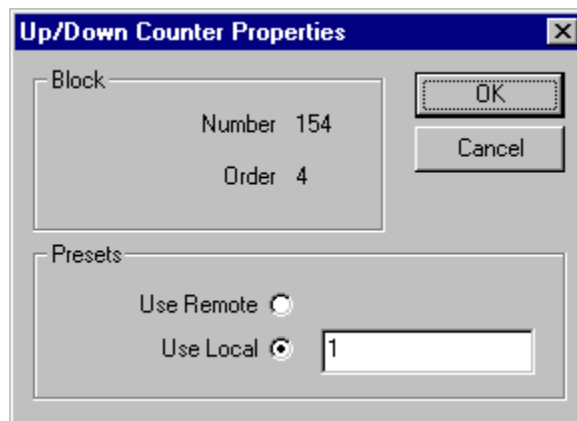 Up/Down Counter Properties
Block
Number 154
Order 4
OK
Cancel
Presets
Use Remote
Use Local 1